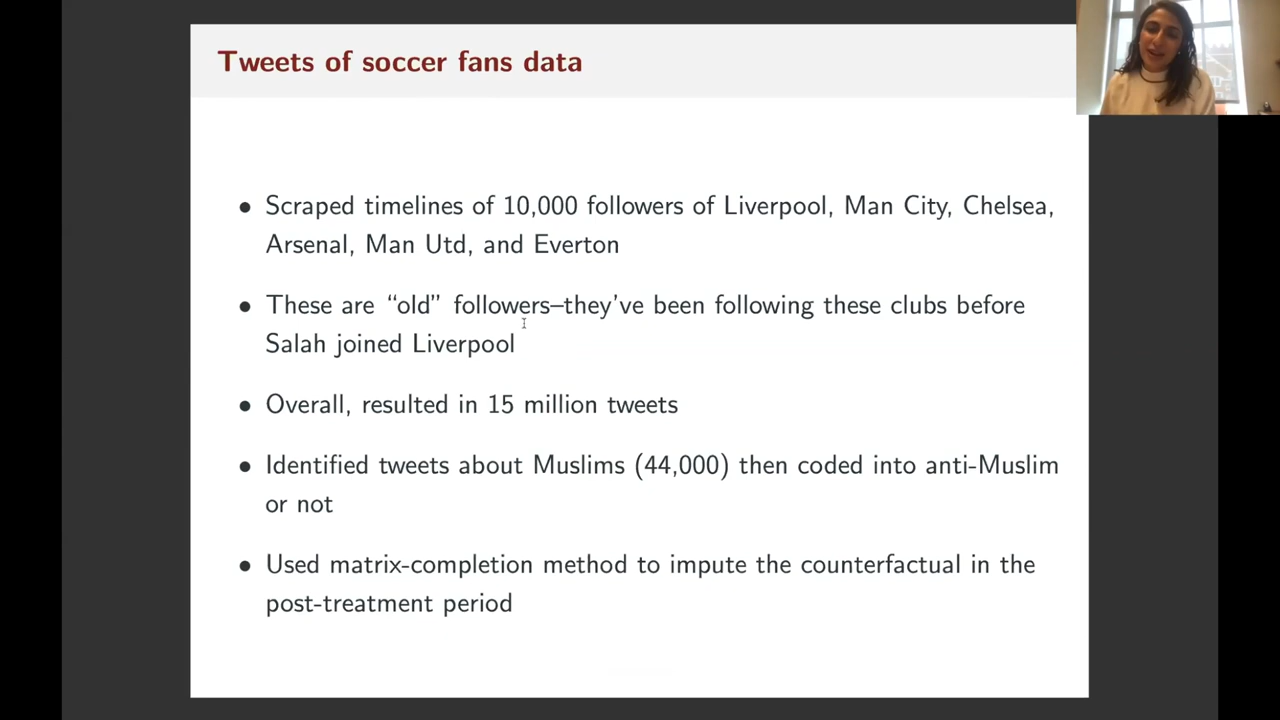 Tweets of soccer fans data
• Scraped timelines of 10,000 followers of Liverpool, Man City, Chelsea,
Arsenal, Man Utd, and Everton
• These are “old” followers–they’ve been following these clubs before
Salah joined Liverpool
• Overall, resulted in 15 million tweets
• Identified tweets about Muslims (44,000) then coded into anti-Muslim
or not
• Used matrix-completion method to impute the counterfactual in the
post-treatment period